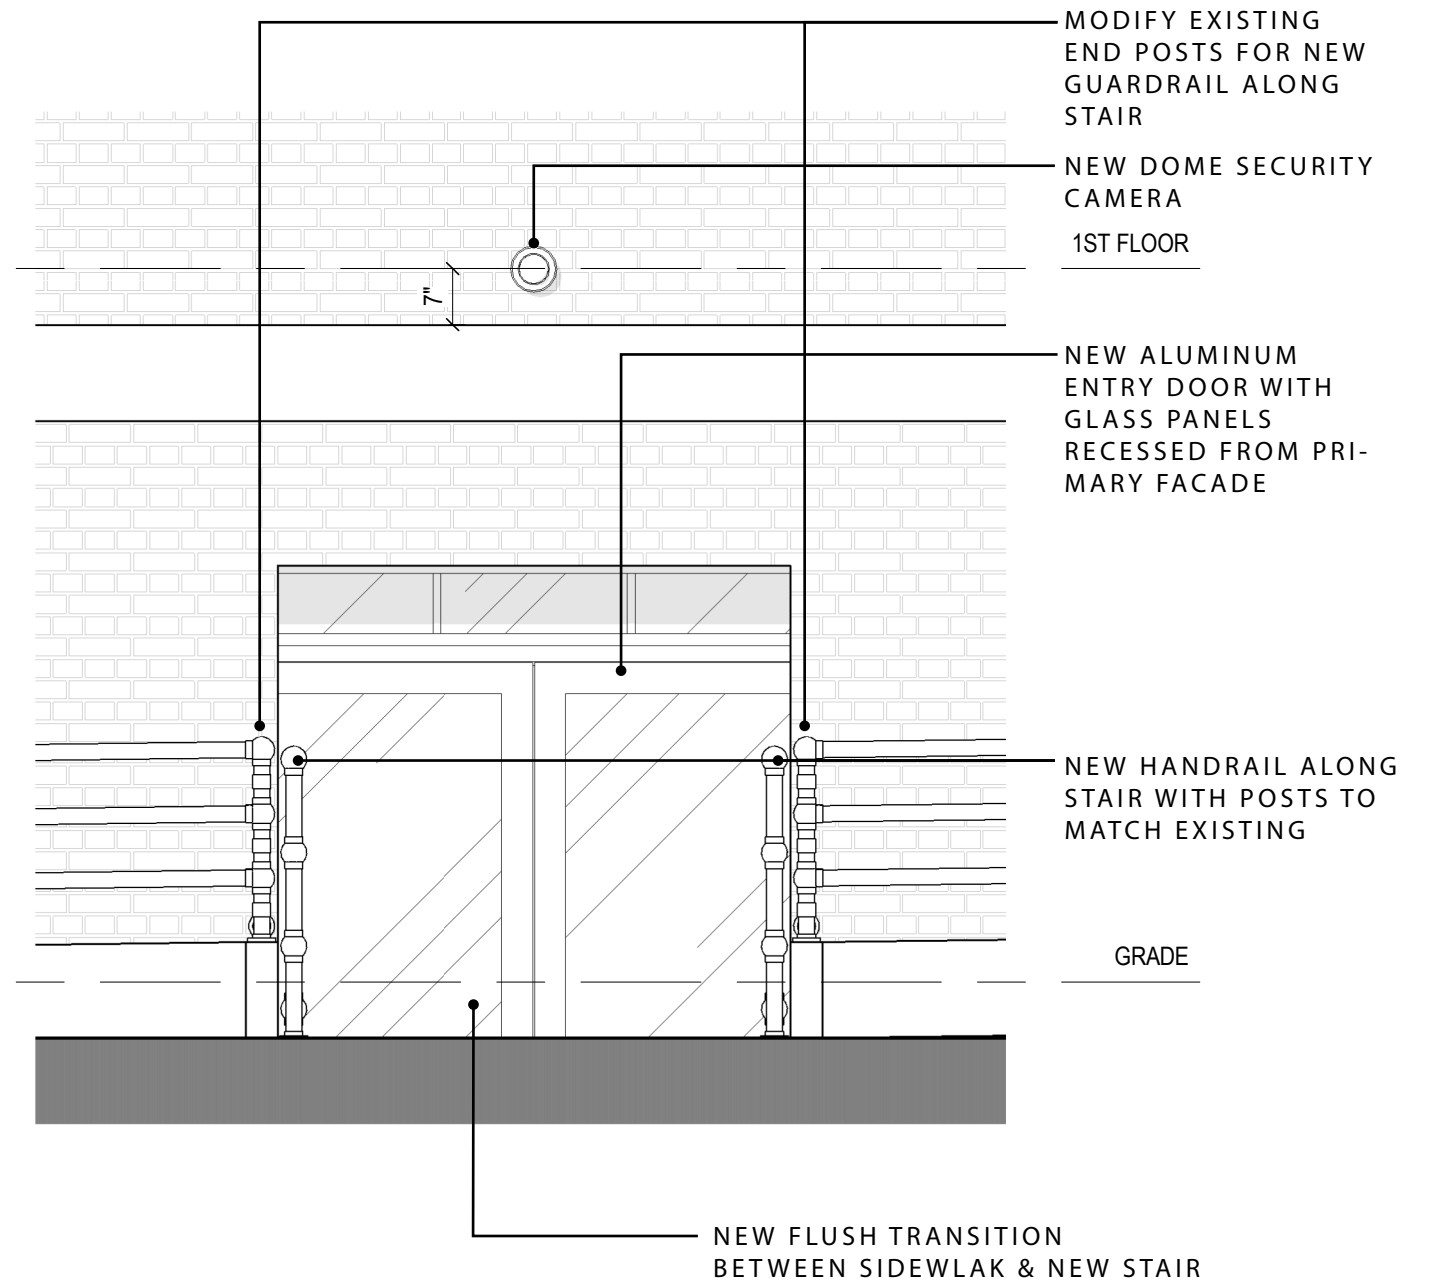 MODIFY EXISTING
END POSTS FOR NEW
GUARDRAIL ALONG
STAIR
NEW DOME SECURITY
CAMERA
1ST FLOOR
7"
NEW ALUMINUM
ENTRY DOOR WITH
GLASS PANELS
RECESSED FROM PRI-
MARY FACADE
NEW HANDRAIL ALONG
STAIR WITH POSTS TO
MATCH EXISTING
GRADE
NEW FLUSH TRANSITION
BETWEEN SIDEWLAK & NEW STAIR